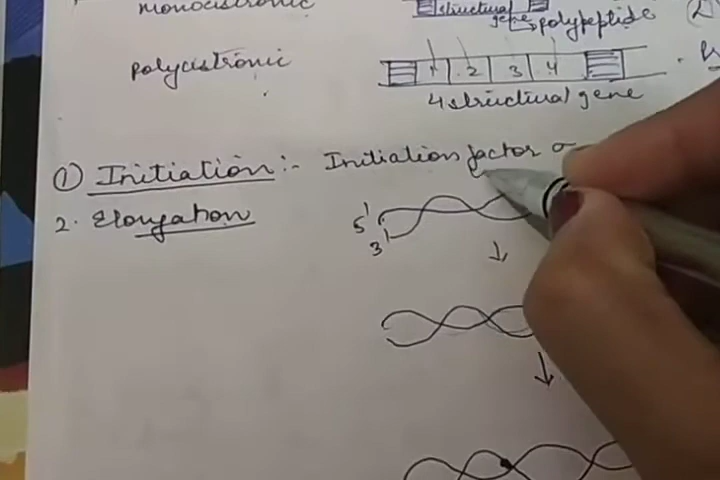 monocistronic
structural
gene polypeptide
polycistronic
1 2 3 4
4 structural gene
① Initiation :- Initiation factor σ
2. Elongation
5'
3'